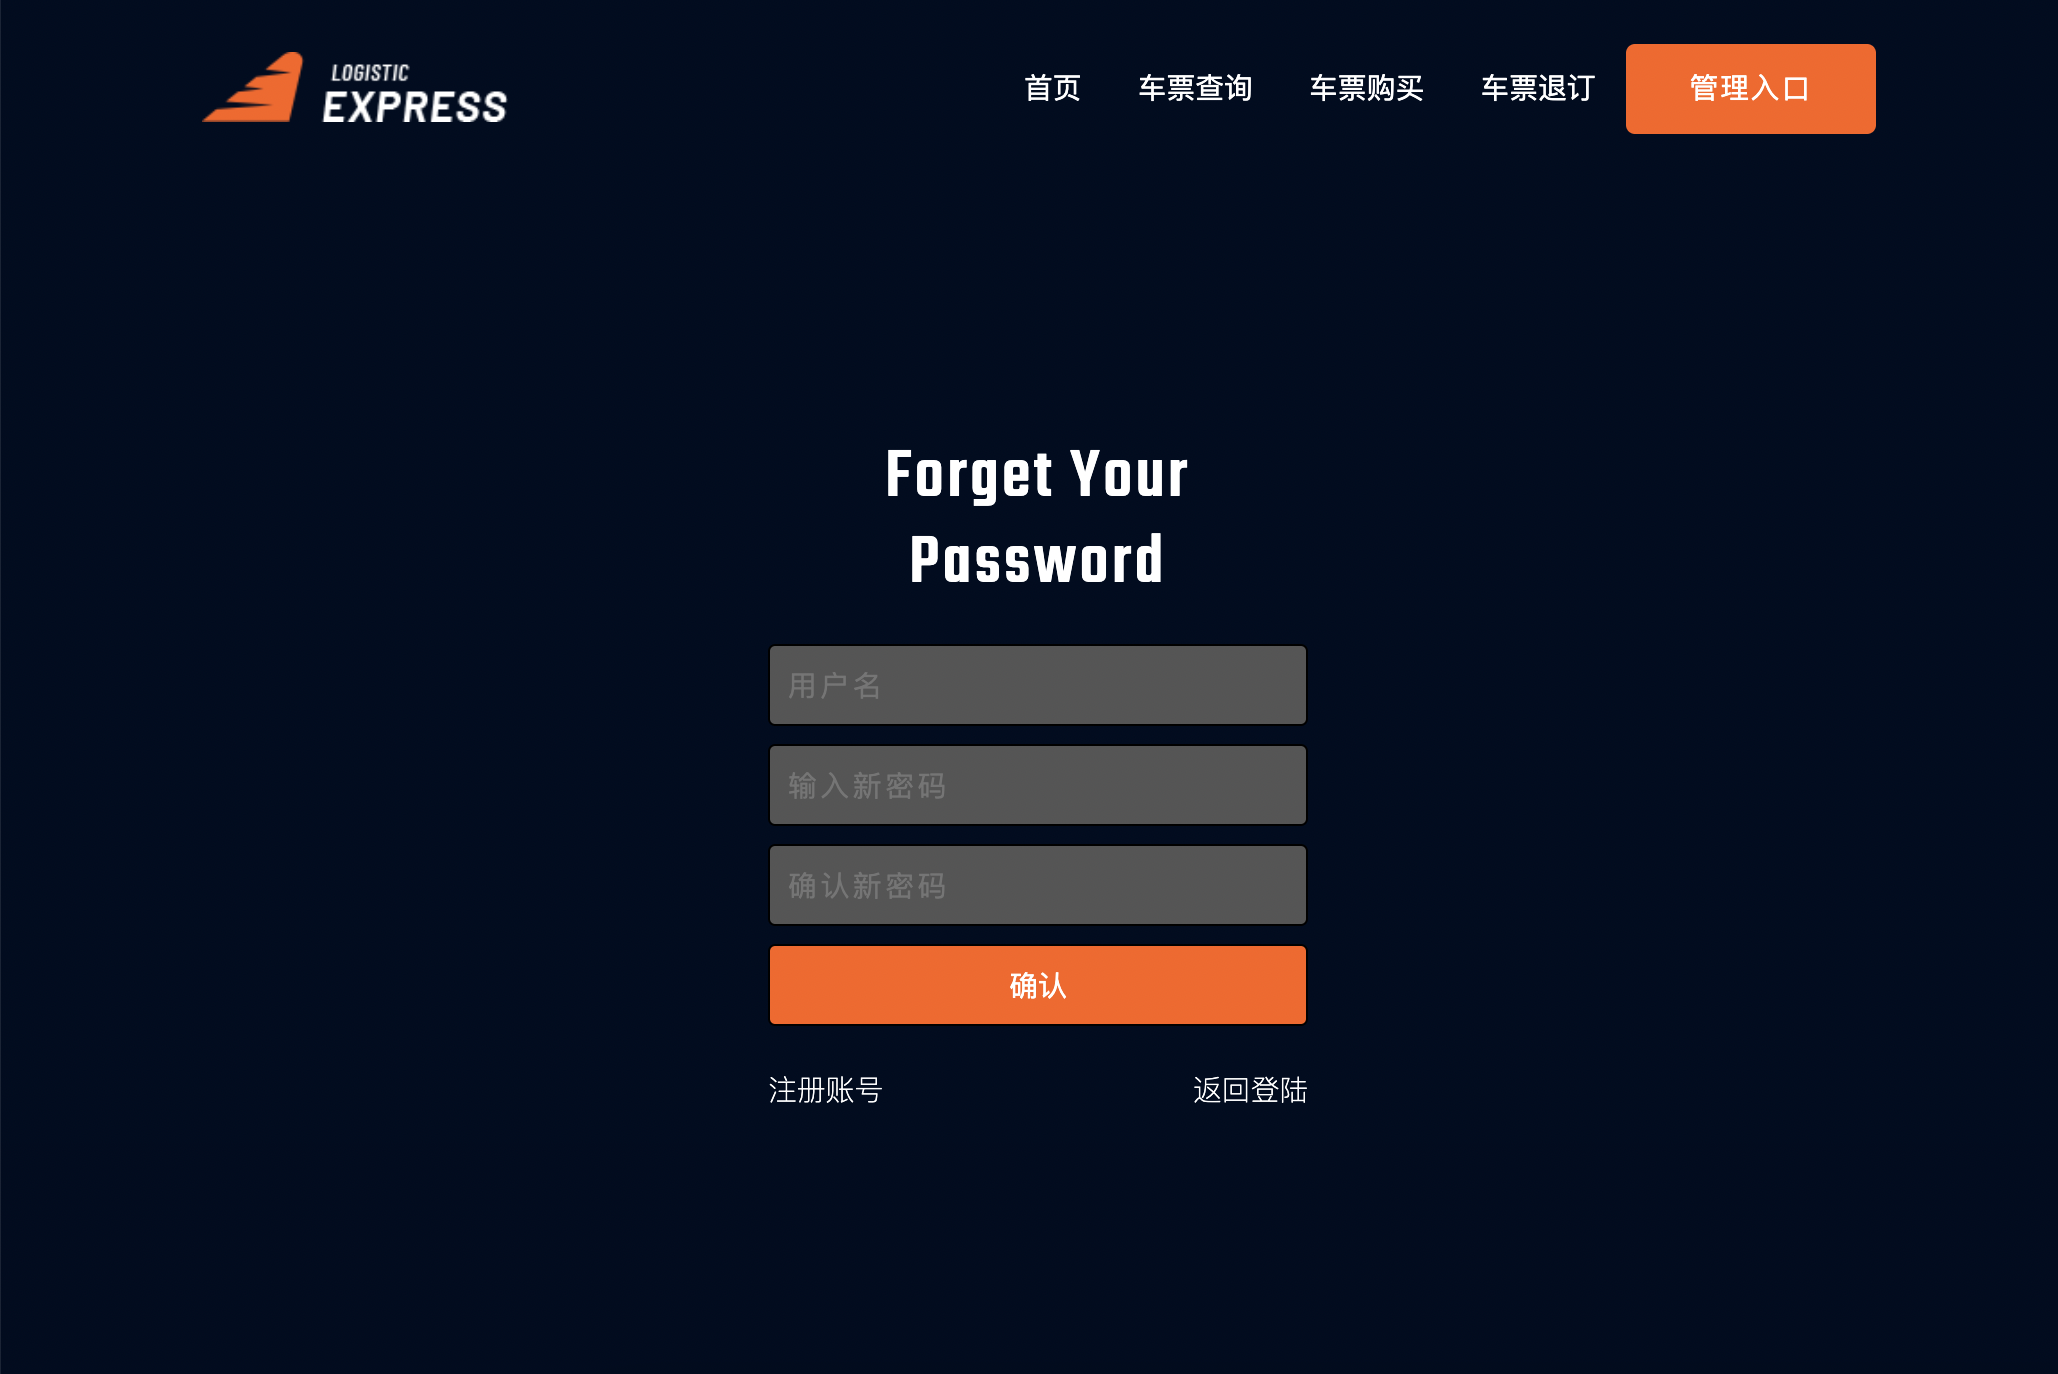 LOGISTIC
EXPRESS
首页 车票查询 车票购买 车票退订 管理入口
Forget Your
Password
用户名
输入新密码
确认新密码
确认
注册账号 返回登陆